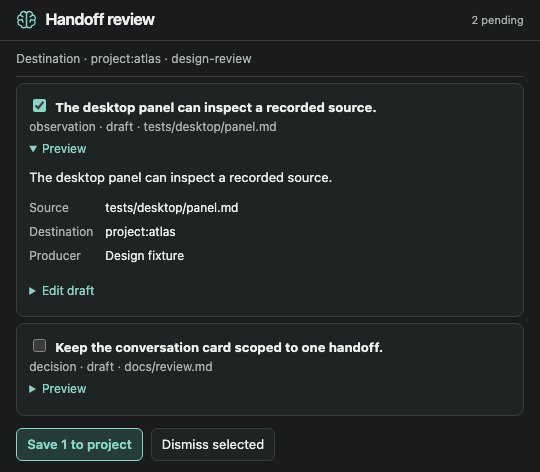 Handoff review
2 pending
Destination · project:atlas · design-review
The desktop panel can inspect a recorded source.
observation · draft · tests/desktop/panel.md
Preview
The desktop panel can inspect a recorded source.
Source tests/desktop/panel.md
Destination project:atlas
Producer Design fixture
Edit draft
Keep the conversation card scoped to one handoff.
decision · draft · docs/review.md
Preview
Save 1 to project
Dismiss selected